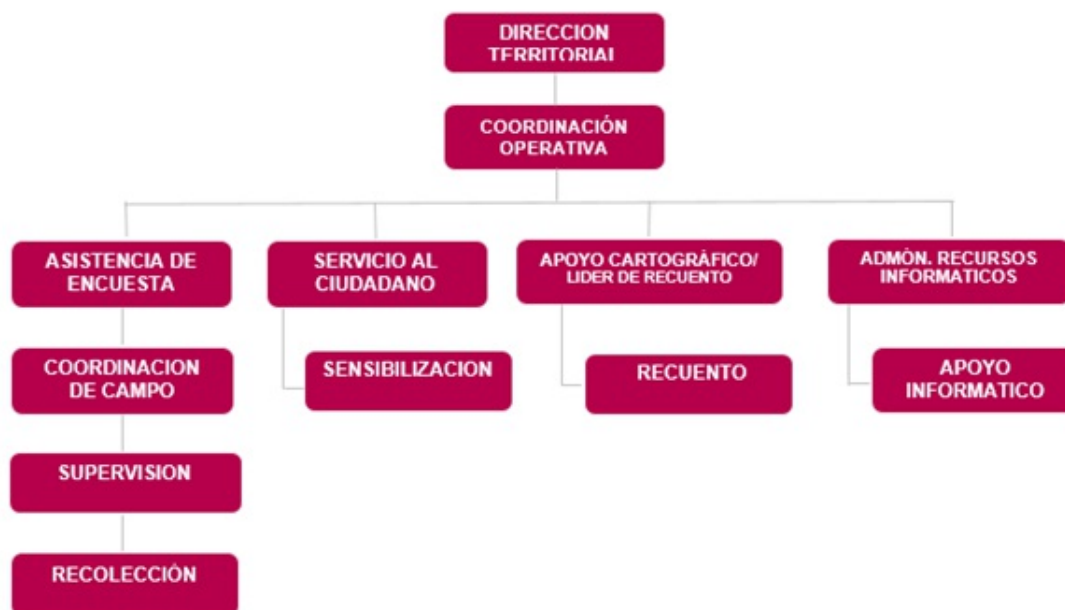 DIRECCION
TERRITORIAL
COORDINACIÓN
OPERATIVA
ASISTENCIA DE
ENCUESTA
SERVICIO AL
CIUDADANO
APOYO CARTOGRÁFICO/
LIDER DE RECUENTO
ADMÒN. RECURSOS
INFORMATICOS
COORDINACION
DE CAMPO
SENSIBILIZACION
RECUENTO
APOYO
INFORMATICO
SUPERVISION
RECOLECCIÓN